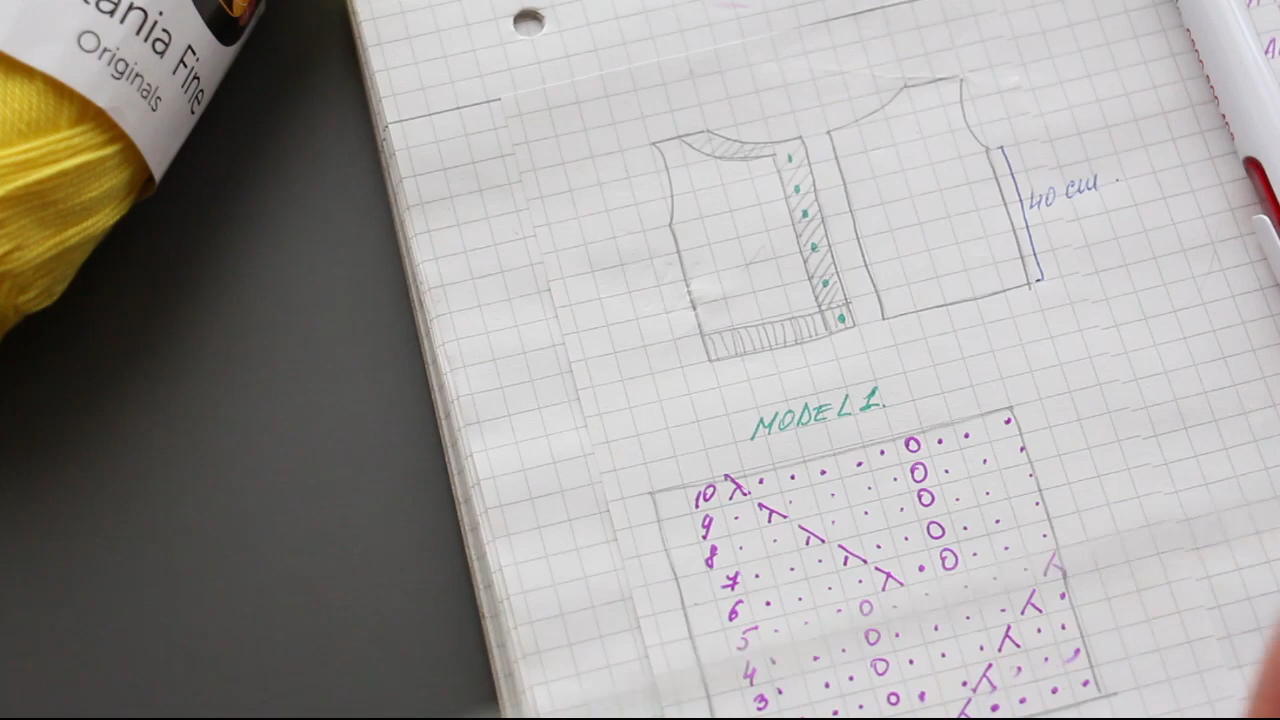 tania Fine
Originals
40 cm.
MODEL 1.
10 λ . . . . . O . . .
9 . λ . . . . O . . .
8 . . λ . . . O . . .
7 . . . . λ . . O . . .
6 . . . . λ . O . . .
5 . . . . O . . . . λ
4 . . . O . . . . λ .
3 . . . O . . . λ . .